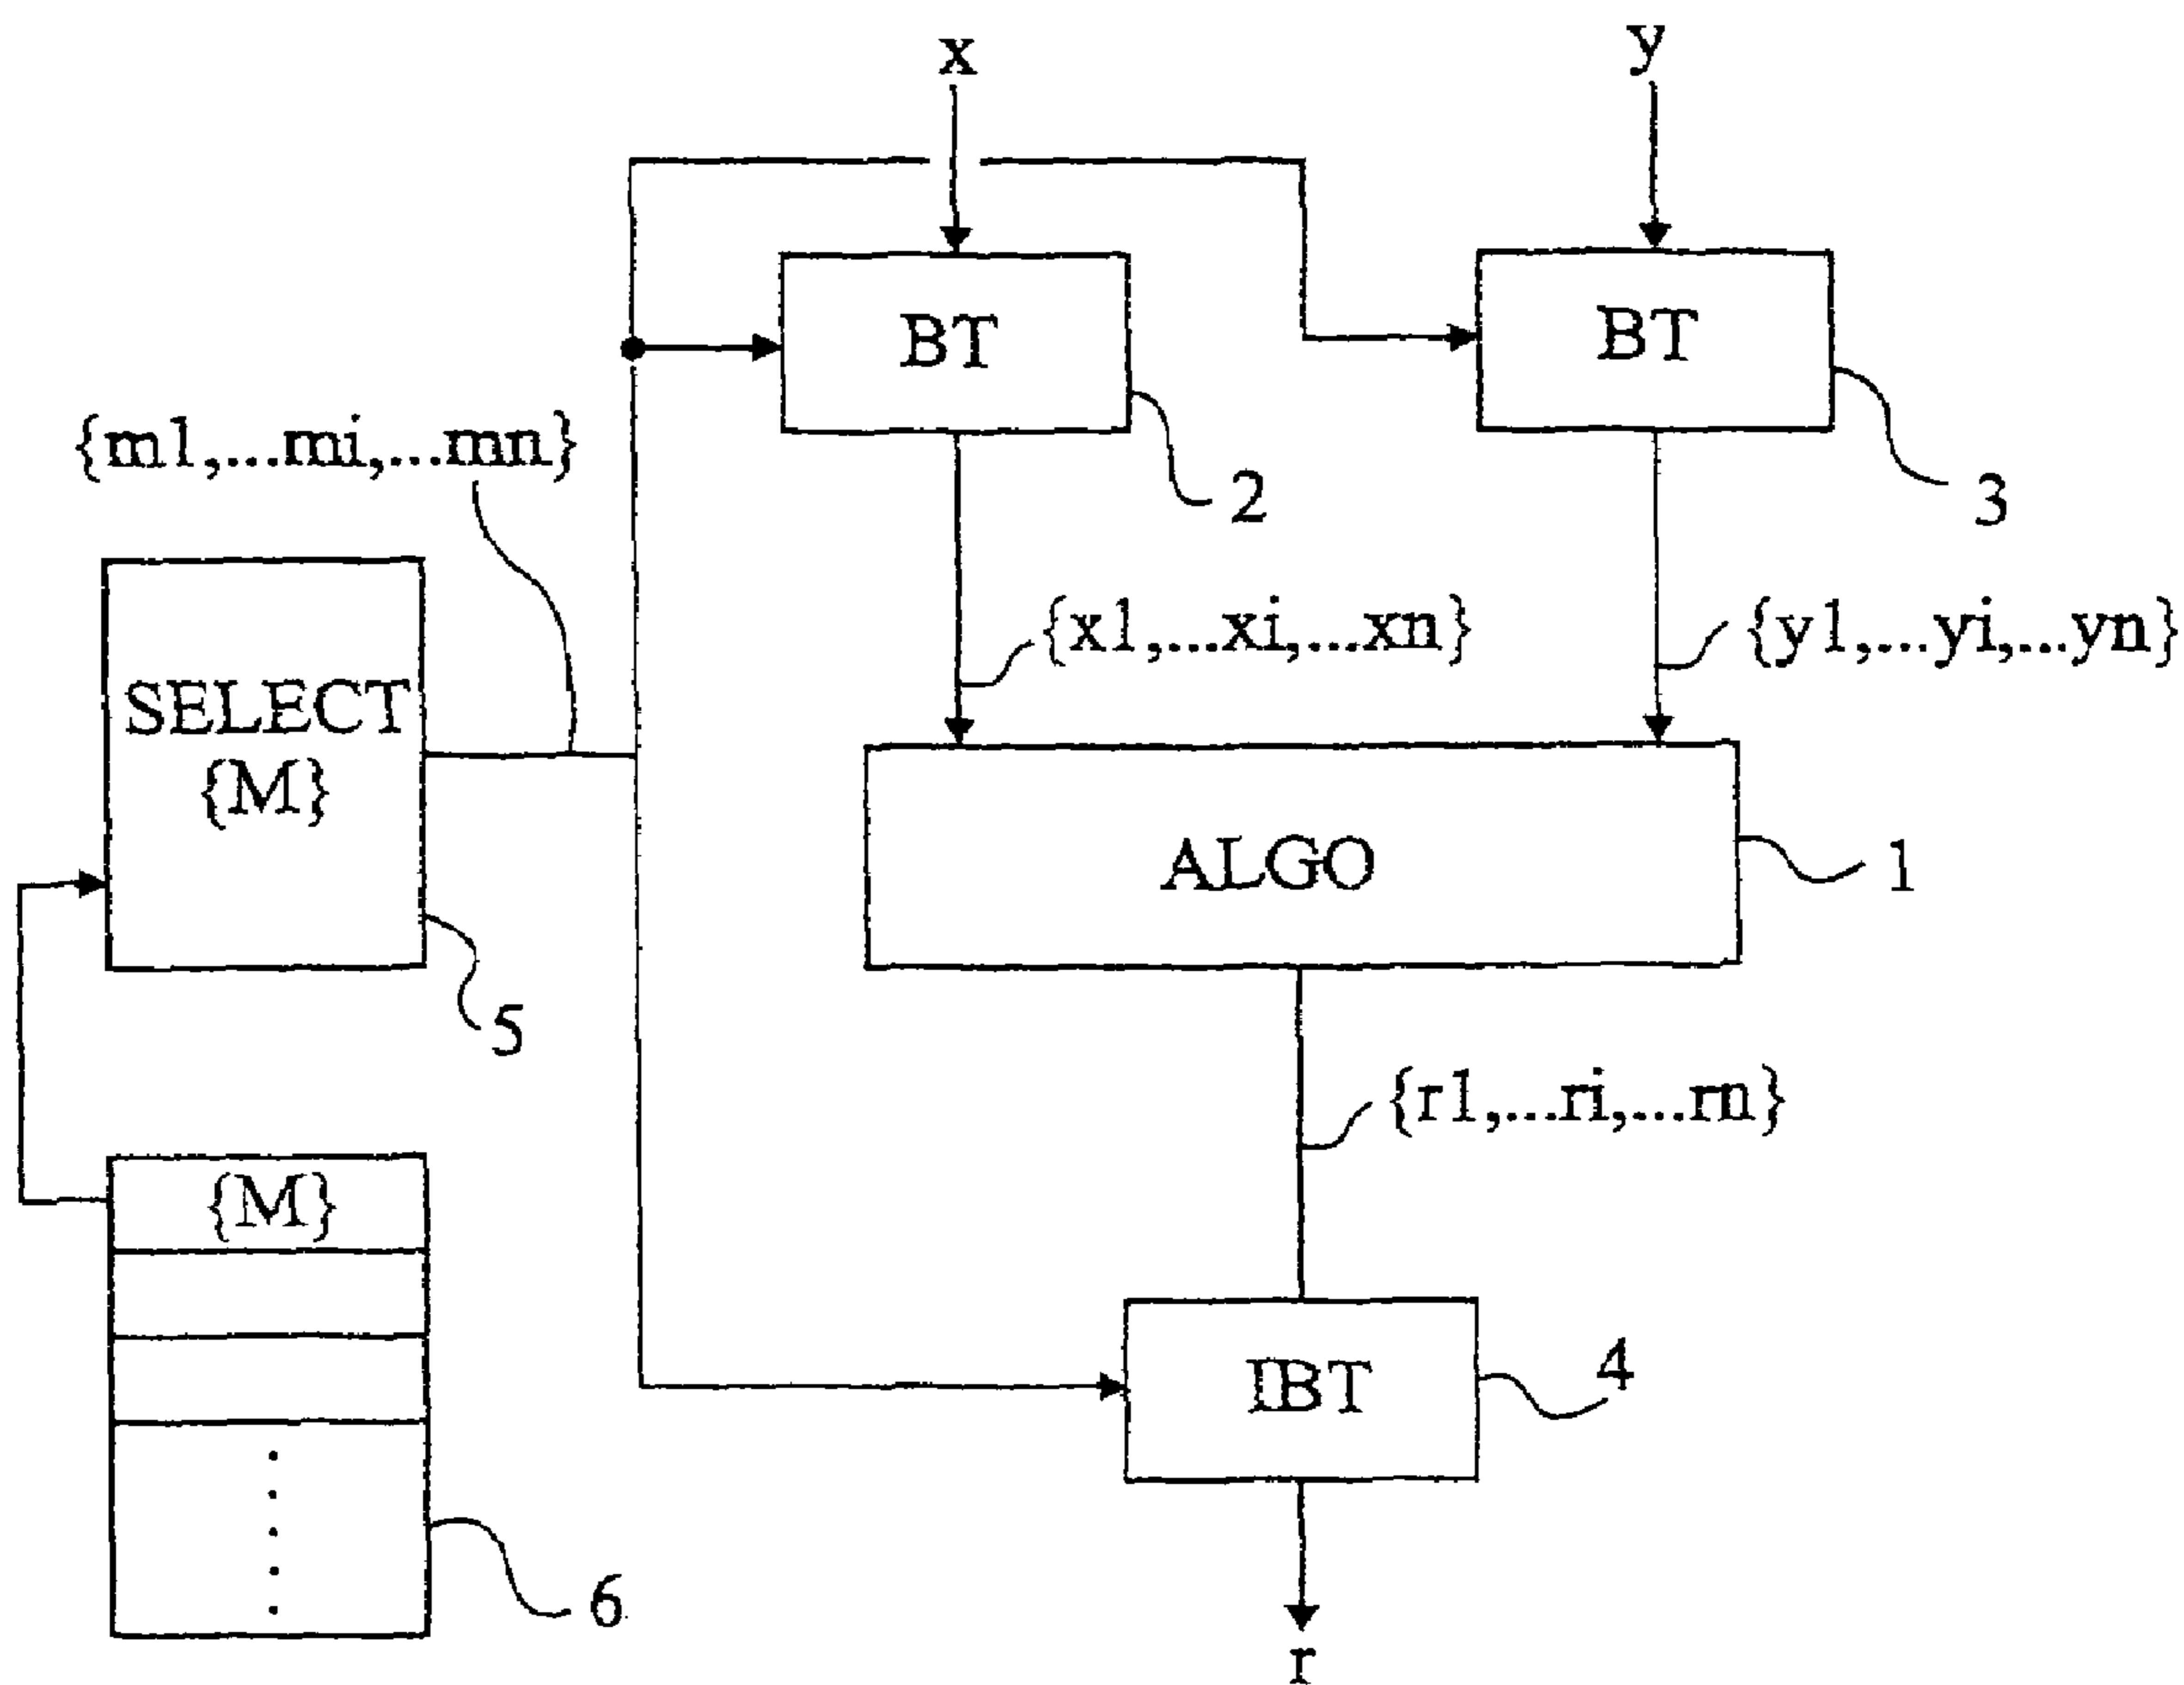 x
y
BT
BT
{m1,...mi,...mn}
2
3
{x1,...xi,...xn}
{y1,...yi,...yn}
SELECT
{M}
ALGO
1
5
{r1,...ri,...rn}
{M}
IBT
4
6
r